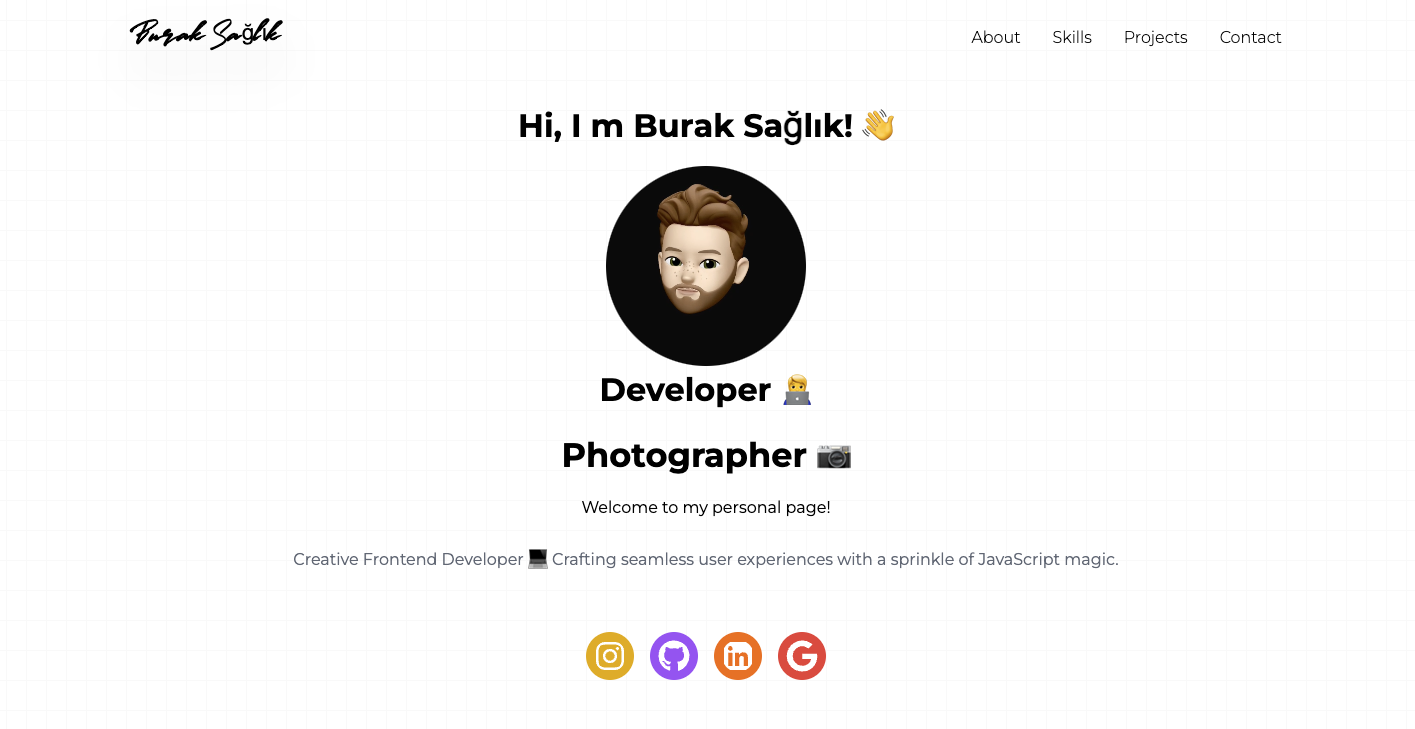 Burak Sağlık
About Skills Projects Contact
Hi, I m Burak Sağlık! 👋
Developer 👨‍💻
Photographer 📷
Welcome to my personal page!
Creative Frontend Developer 💻 Crafting seamless user experiences with a sprinkle of JavaScript magic.